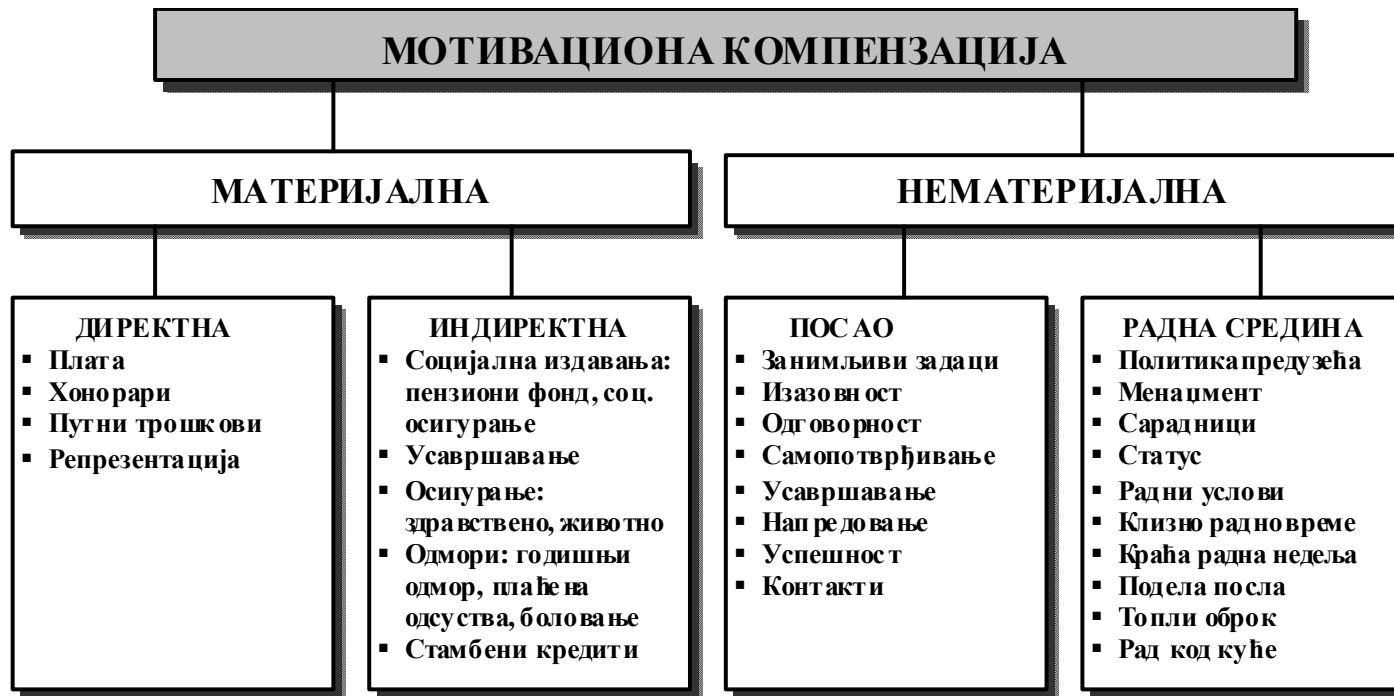 МОТИВАЦИОНА КОМПЕНЗАЦИЈА
МАТЕРИЈАЛНА
НЕМАТЕРИЈАЛНА
ДИРЕКТНА
▪ Плата
▪ Хонорари
▪ Путни трошкови
▪ Репрезентација
ИНДИРЕКТНА
▪ Социјална издавања:
пензиони фонд, соц.
осигурање
▪ Усавршавање
▪ Осигурање:
здравствено, животно
▪ Одмори: годишњи
одмор, плаћена
одсуства, боловање
▪ Стамбени кредити
ПОСАО
▪ Занимљиви задаци
▪ Изазовност
▪ Одговорност
▪ Самопотврђивање
▪ Усавршавање
▪ Напредовање
▪ Успешност
▪ Контакти
РАДНА СРЕДИНА
▪ Политика предузећа
▪ Менаџмент
▪ Сарадници
▪ Статус
▪ Радни услови
▪ Клизно радно време
▪ Краћа радна недеља
▪ Подела посла
▪ Топли оброк
▪ Рад код куће